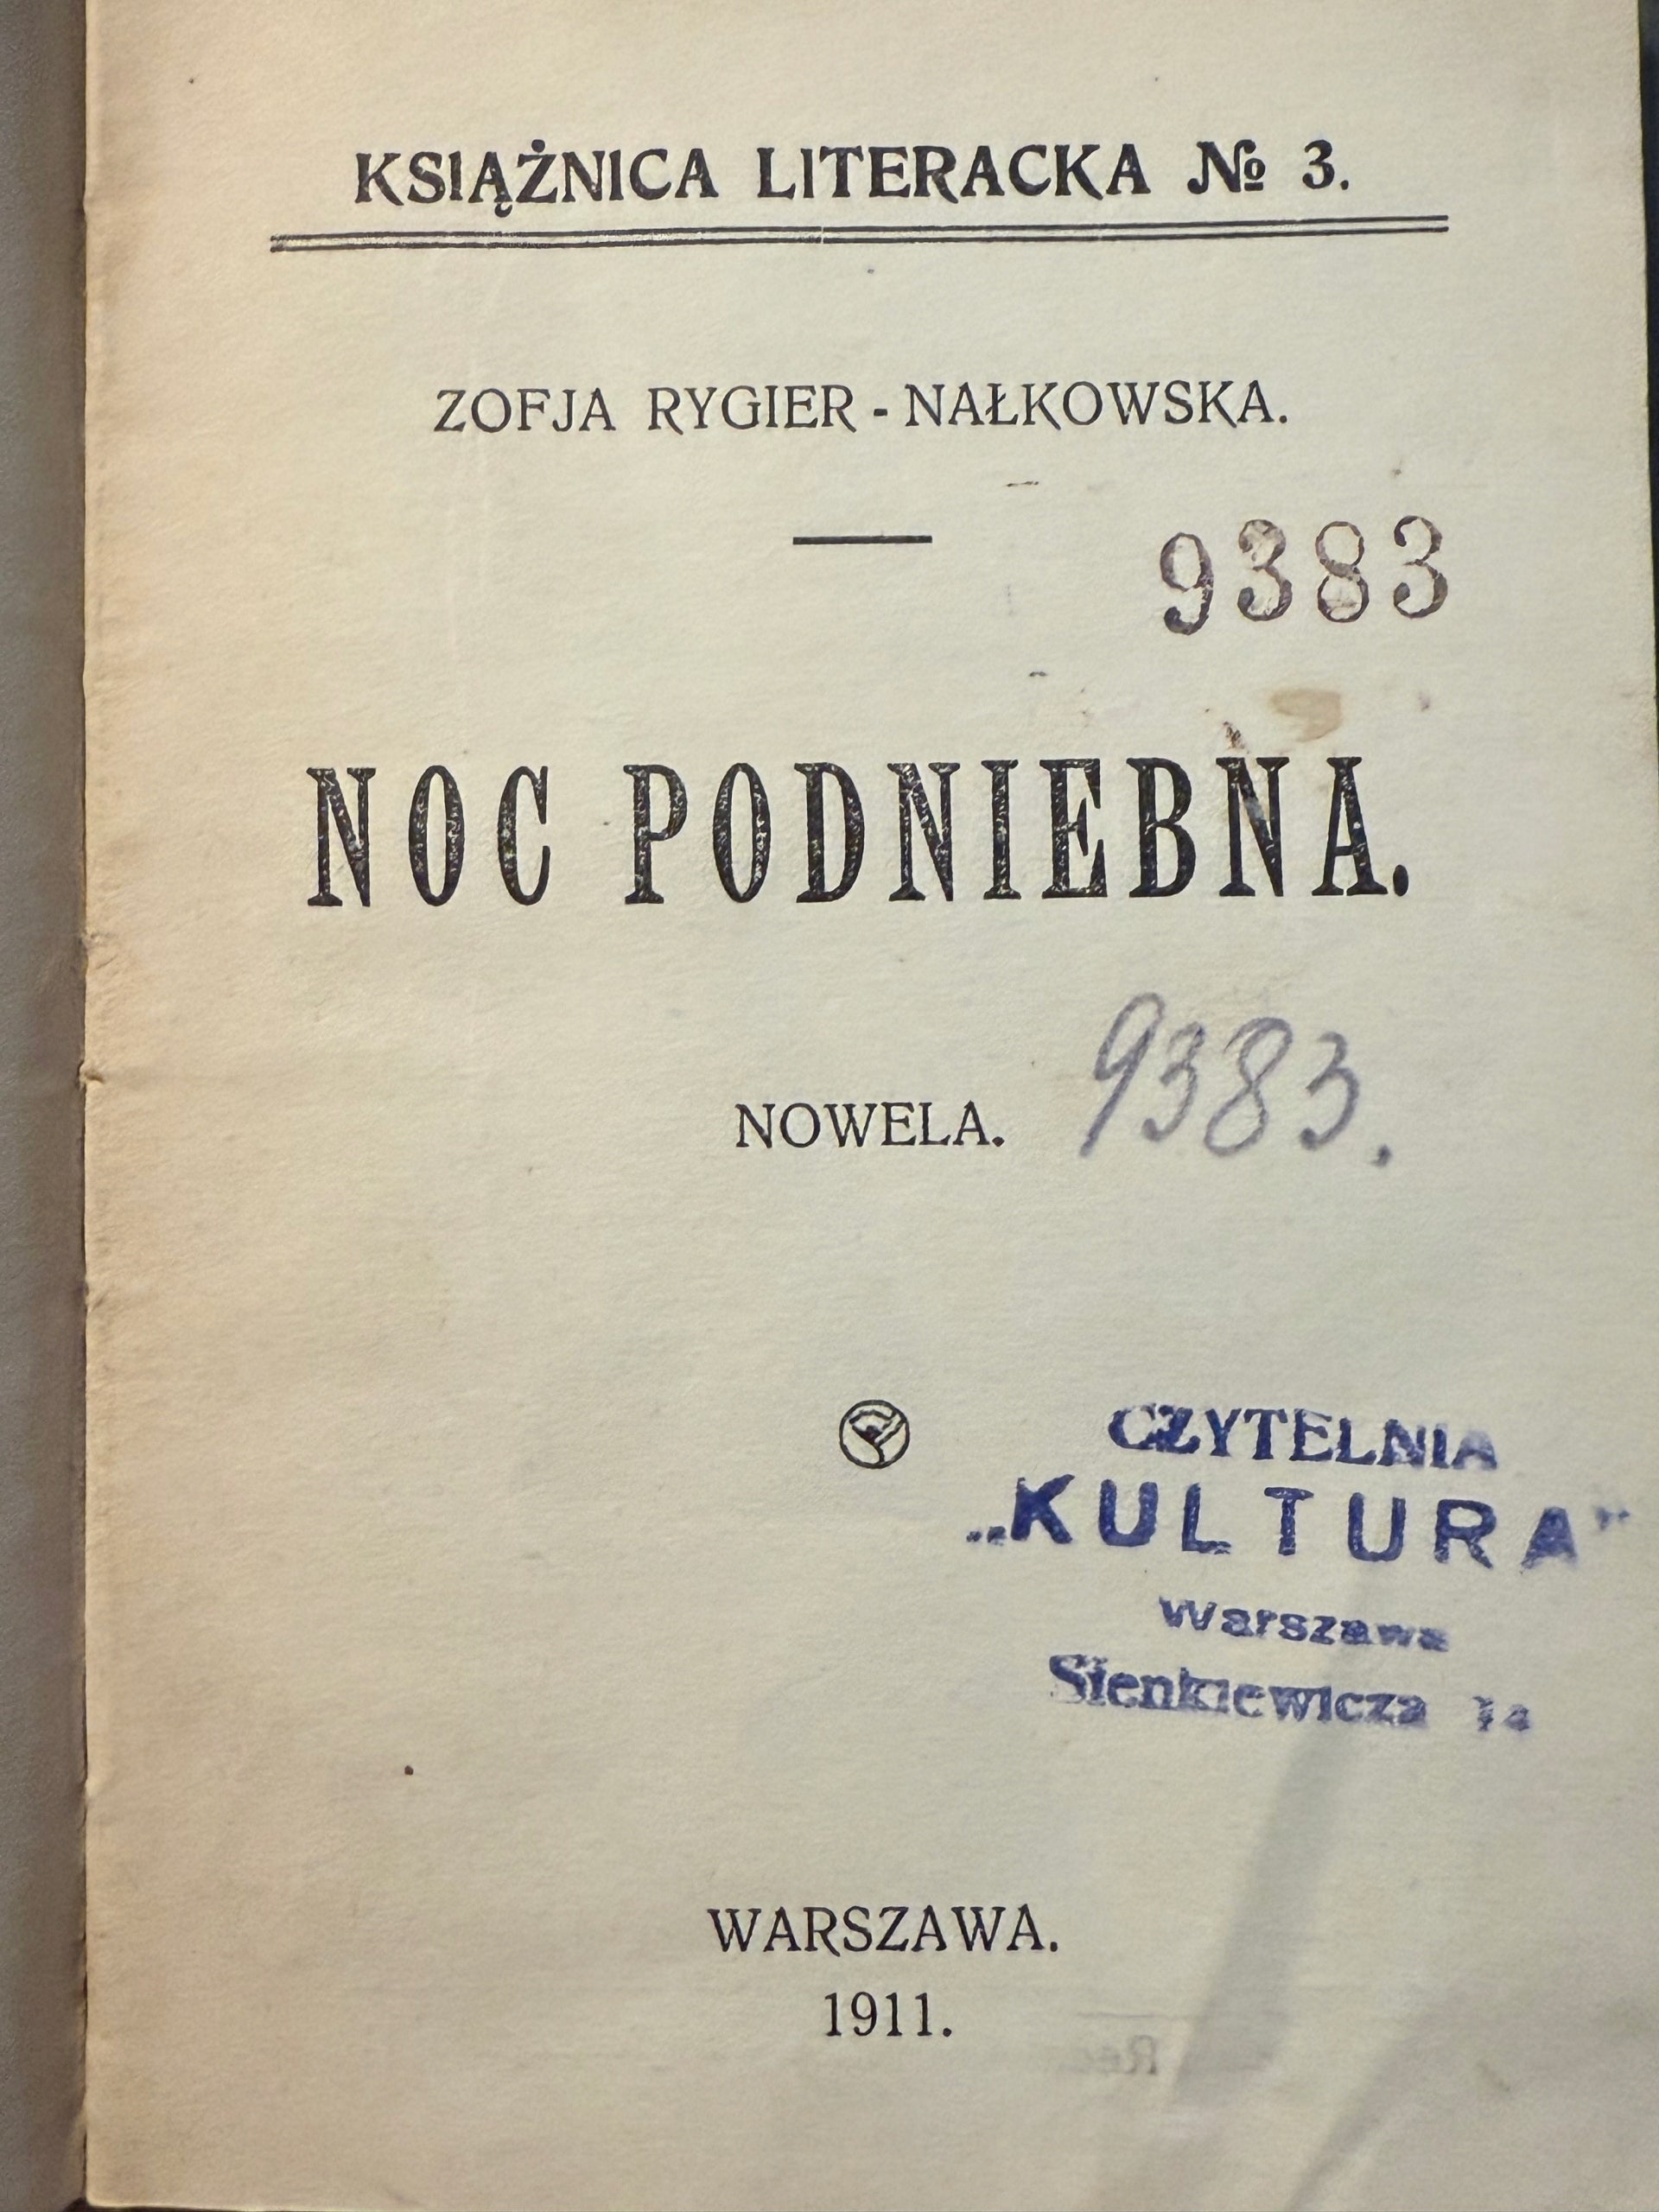 KSIĄŻNICA LITERACKA № 3.
ZOFJA RYGIER - NAŁKOWSKA.
9383
NOC PODNIEBNA.
NOWELA. 9383.
CZYTELNIA
„KULTURA”
Warszawa
Sienkiewicza
WARSZAWA.
1911.